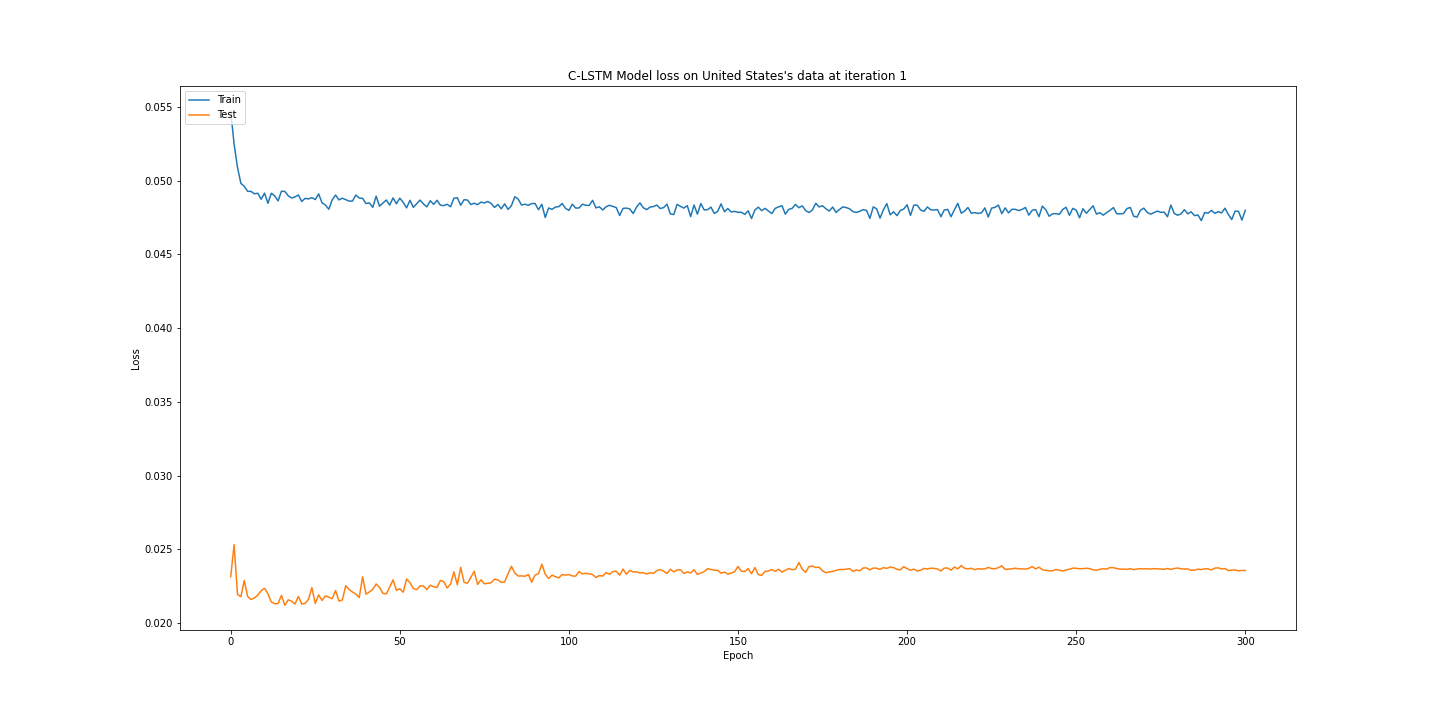 C-LSTM Model loss on United States's data at iteration 1
Train
Test
0.055
0.050
0.045
0.040
0.035
0.030
0.025
0.020
Loss
0 50 100 150 200 250 300
Epoch